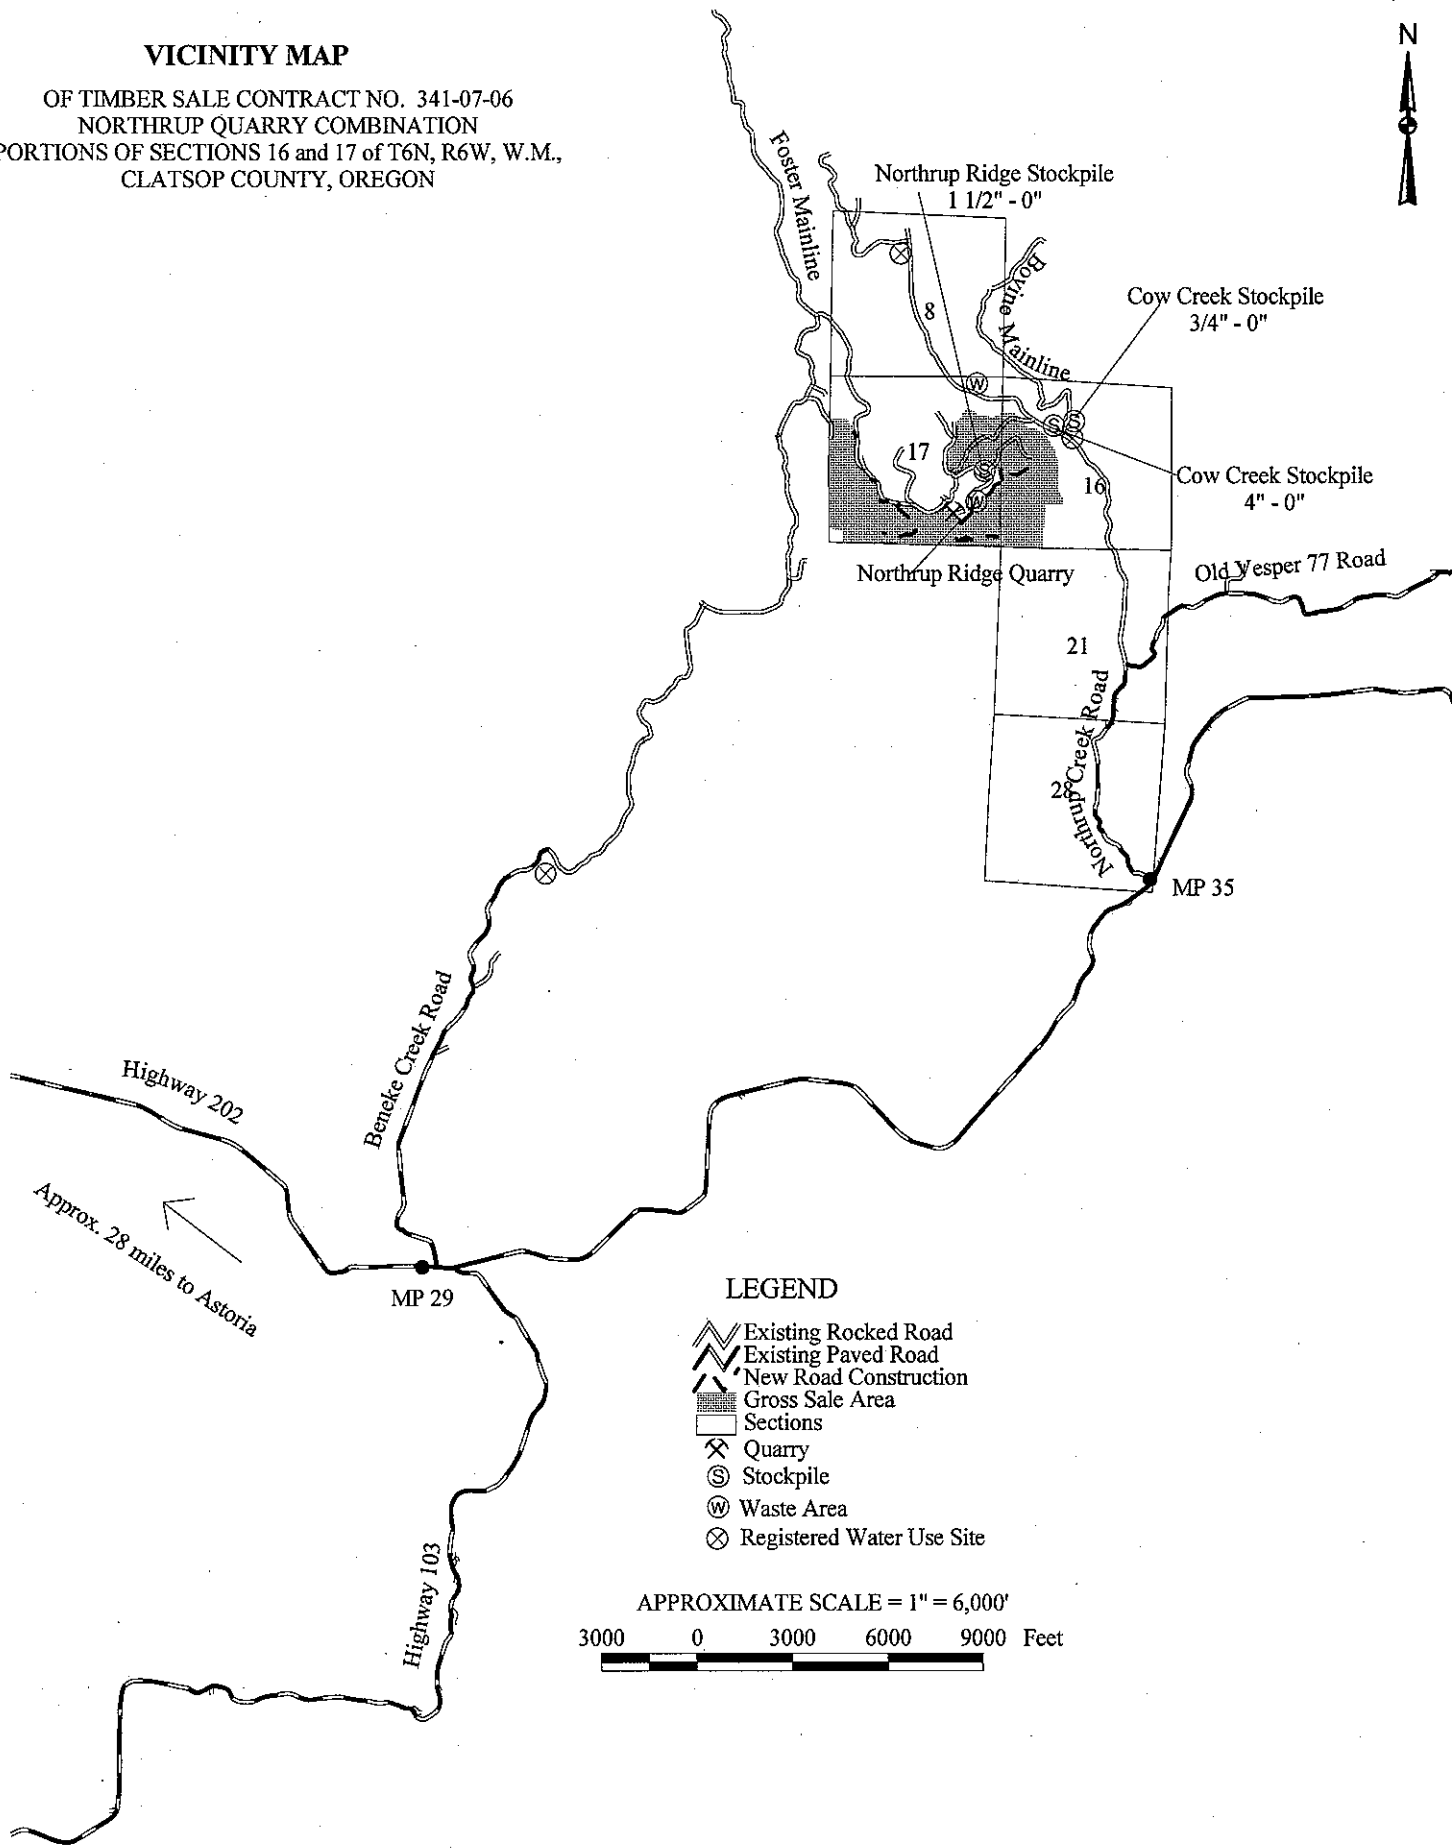 VICINITY MAP
OF TIMBER SALE CONTRACT NO. 341-07-06
NORTHRUP QUARRY COMBINATION
PORTIONS OF SECTIONS 16 and 17 of T6N, R6W, W.M.,
CLATSOP COUNTY, OREGON
N
Foster Mainline
Northrup Ridge Stockpile
1 1/2" - 0"
Bovine Mainline
Cow Creek Stockpile
3/4" - 0"
8
W
S
S
17
S
16
Cow Creek Stockpile
4" - 0"
W
Northrup Ridge Quarry
Old Vesper 77 Road
21
Northrup Creek Road
28
MP 35
Beneke Creek Road
Highway 202
Approx. 28 miles to Astoria
MP 29
Highway 103
LEGEND
Existing Rocked Road
Existing Paved Road
New Road Construction
Gross Sale Area
Sections
Quarry
S Stockpile
W Waste Area
Registered Water Use Site
APPROXIMATE SCALE = 1" = 6,000'
3000 0 3000 6000 9000 Feet